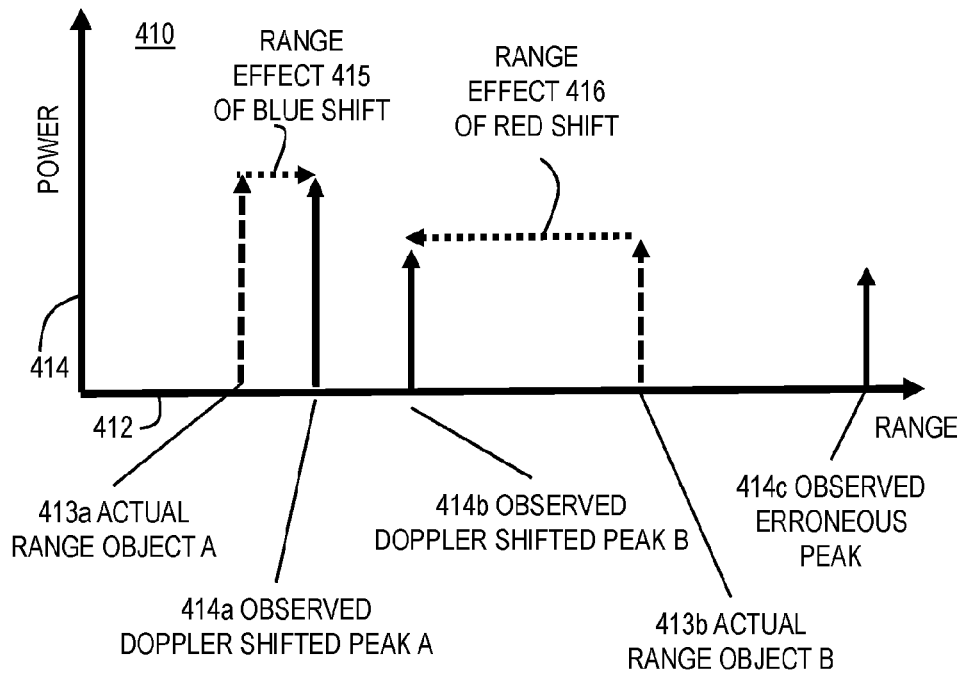 410
RANGE
EFFECT 415
OF BLUE SHIFT
RANGE
EFFECT 416
OF RED SHIFT
POWER
414
412
RANGE
413a ACTUAL
RANGE OBJECT A
414a OBSERVED
DOPPLER SHIFTED PEAK A
414b OBSERVED
DOPPLER SHIFTED PEAK B
413b ACTUAL
RANGE OBJECT B
414c OBSERVED
ERRONEOUS
PEAK